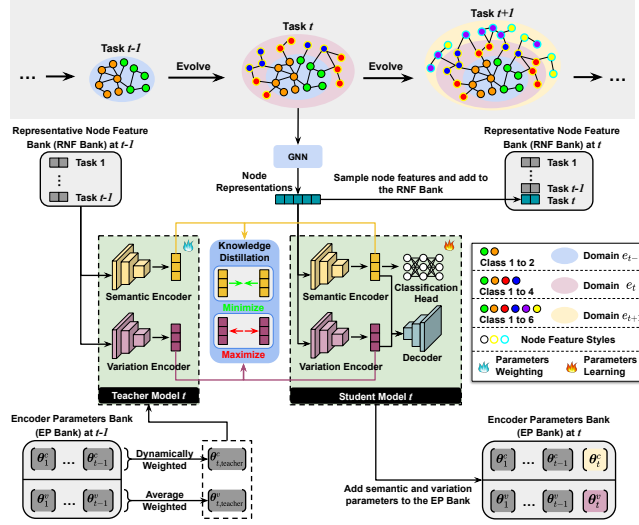 Task t-1
Task t
Task t+1
...
Evolve
Evolve
...
Representative Node Feature
Bank (RNF Bank) at t-1
Task 1
Task t-1
GNN
Node
Representations
Sample node features and add to
the RNF Bank
Representative Node Feature
Bank (RNF Bank) at t
Task 1
Task t-1
Task t
Semantic Encoder
Variation Encoder
Teacher Model t
Knowledge
Distillation
Minimize
Maximize
Semantic Encoder
Classification
Head
Variation Encoder
Decoder
Student Model t
Class 1 to 2
Domain e_{t-}
Class 1 to 4
Domain e_t
Class 1 to 6
Domain e_{t+1}
Node Feature Styles
Parameters
Weighting
Parameters
Learning
Encoder Parameters Bank
(EP Bank) at t-1
[θ_1^c] ... [θ_{t-1}^c]
Dynamically
Weighted
[θ_{t,teacher}^c]
[θ_1^v] ... [θ_{t-1}^v]
Average
Weighted
[θ_{t,teacher}^v]
Add semantic and variation
parameters to the EP Bank
Encoder Parameters Bank
(EP Bank) at t
[θ_1^c] ... [θ_{t-1}^c] [θ_t^c]
[θ_1^v] ... [θ_{t-1}^v] [θ_t^v]